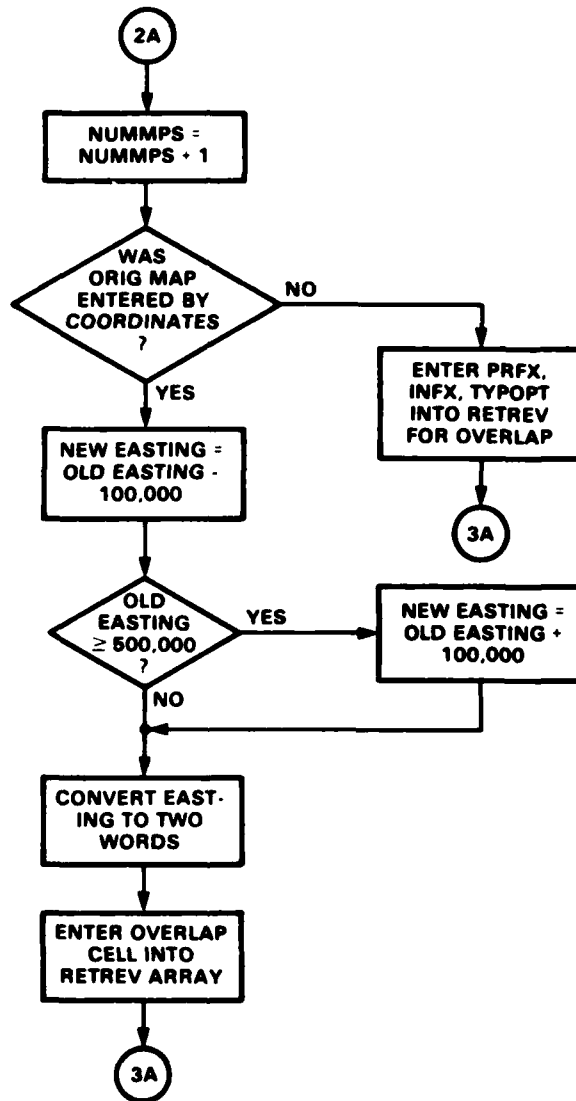 2A
NUMMPS =
NUMMPS + 1
WAS
ORIG MAP
ENTERED BY
COORDINATES
?
NO
YES
ENTER PRFX,
INFX, TYPOPT
INTO RETREV
FOR OVERLAP
3A
NEW EASTING =
OLD EASTING -
100,000
OLD
EASTING
≥ 500,000
?
YES
NO
NEW EASTING =
OLD EASTING +
100,000
CONVERT EAST-
ING TO TWO
WORDS
ENTER OVERLAP
CELL INTO
RETREV ARRAY
3A